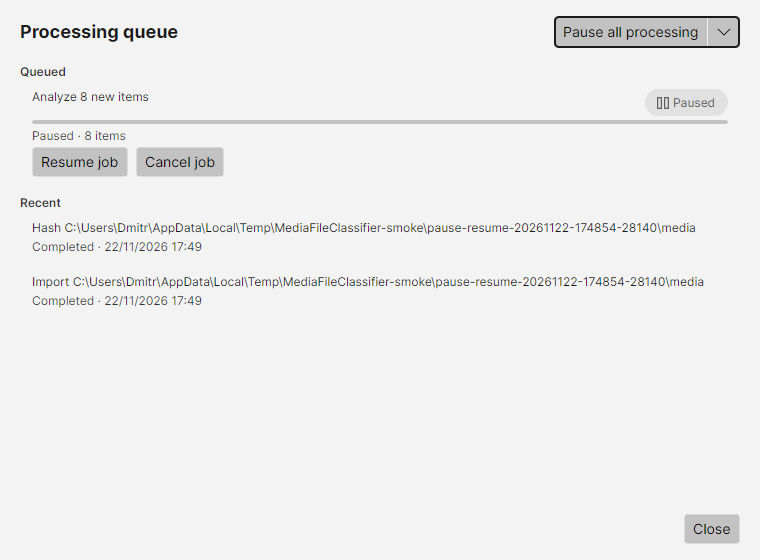 Processing queue
Pause all processing
Queued
Analyze 8 new items
Paused
Paused · 8 items
Resume job
Cancel job
Recent
Hash C:\Users\Dmitr\AppData\Local\Temp\MediaFileClassifier-smoke\pause-resume-20261122-174854-28140\media
Completed · 22/11/2026 17:49
Import C:\Users\Dmitr\AppData\Local\Temp\MediaFileClassifier-smoke\pause-resume-20261122-174854-28140\media
Completed · 22/11/2026 17:49
Close